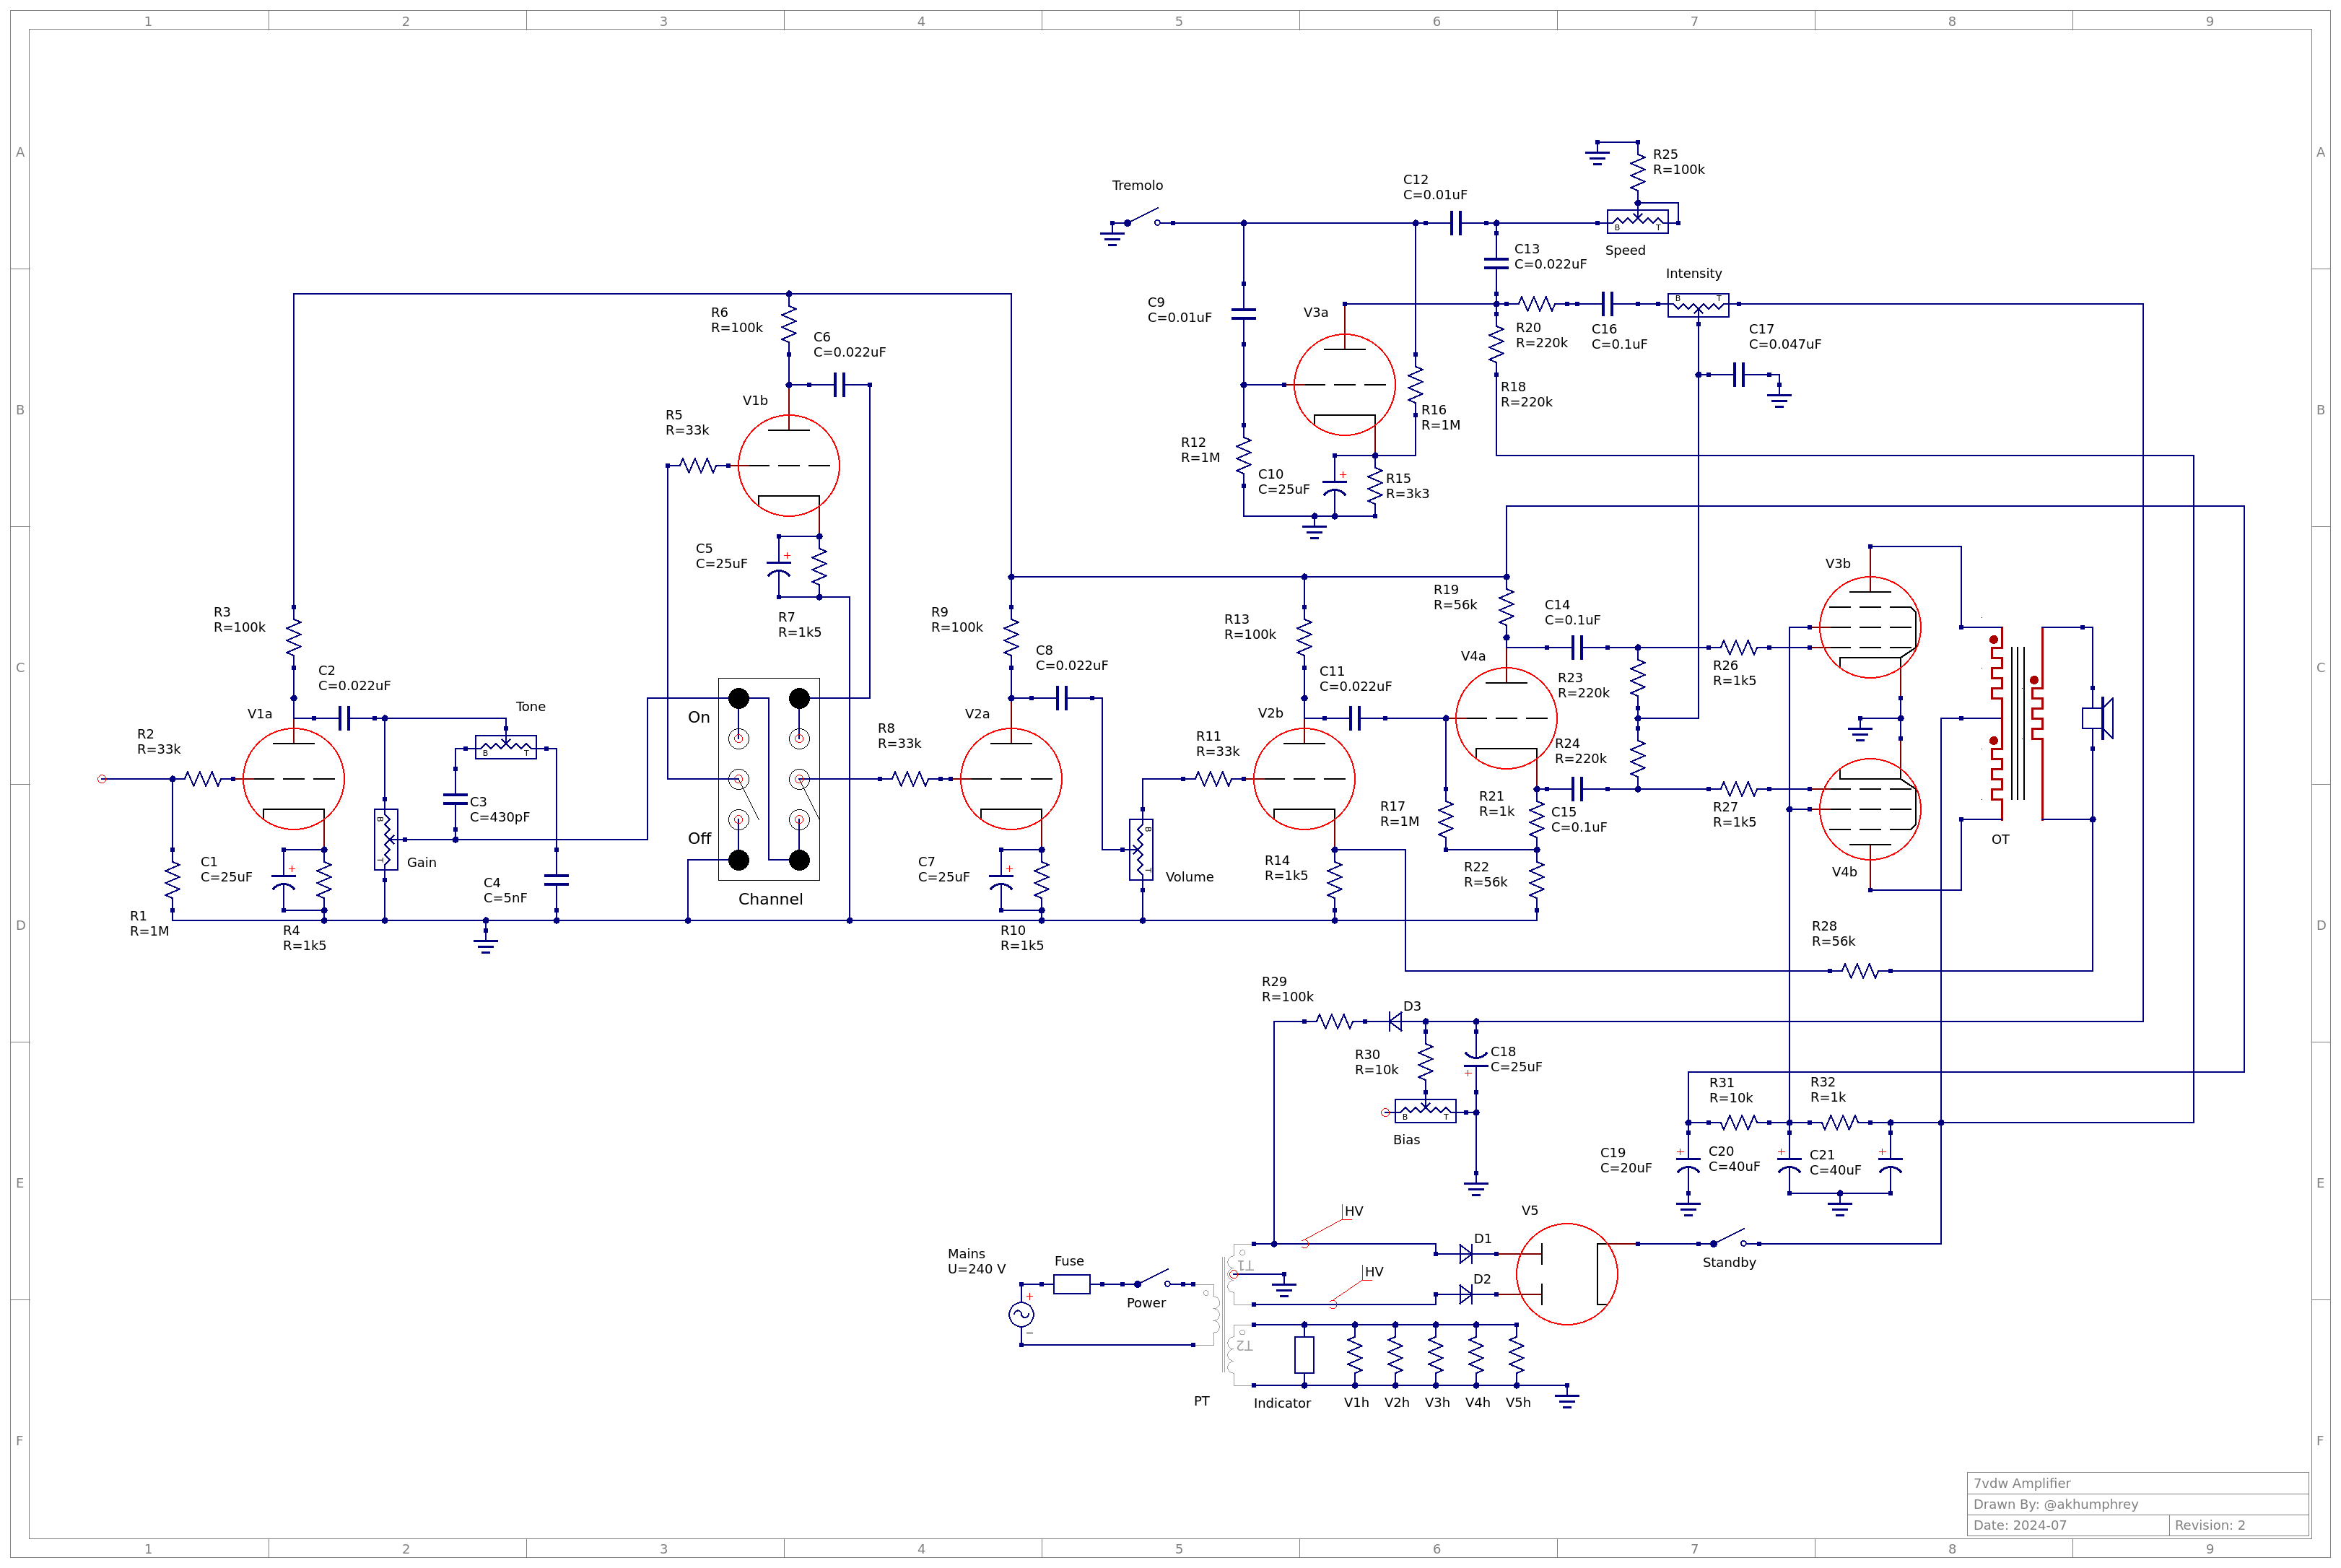 1 2 3 4 5 6 7 8 9
A A
R25
R=100k
C12
C=0.01uF
Tremolo
B T
Speed
C13
C=0.022uF
Intensity
B B
B T
C9
C=0.01uF
V3a
R20
R=220k
C16
C=0.1uF
C17
C=0.047uF
R6
R=100k
C6
C=0.022uF
V1b
R5
R=33k
R18
R=220k
R16
R=1M
R12
R=1M
C10
C=25uF
+
R15
R=3k3
C C
C5
C=25uF
+
R7
R=1k5
R3
R=100k
R9
R=100k
R13
R=100k
R19
R=56k
C14
C=0.1uF
V3b
C2
C=0.022uF
C8
C=0.022uF
C11
C=0.022uF
V4a
R23
R=220k
R26
R=1k5
V1a
Tone
B T
On
V2a
V2b
R2
R=33k
R8
R=33k
R11
R=33k
R24
R=220k
C3
C=430pF
B T
Gain
Off
Channel
R17
R=1M
R21
R=1k
C15
C=0.1uF
R27
R=1k5
OT
V4b
D D
C1
C=25uF
+
C4
C=5nF
C7
C=25uF
+
B T
Volume
R14
R=1k5
R22
R=56k
R1
R=1M
R4
R=1k5
R10
R=1k5
R28
R=56k
R29
R=100k
D3
R30
R=10k
C18
C=25uF
+
B T
Bias
R31
R=10k
R32
R=1k
E E
C19
C=20uF
+
C20
C=40uF
+
C21
C=40uF
+
HV
V5
Mains
U=240 V
Fuse
D1
T1
Standby
HV
D2
Power
+
−
T2
PT
Indicator
V1h V2h V3h V4h V5h
F F
7vdw Amplifier
Drawn By: @akhumphrey
Date: 2024-07
Revision: 2
1 2 3 4 5 6 7 8 9